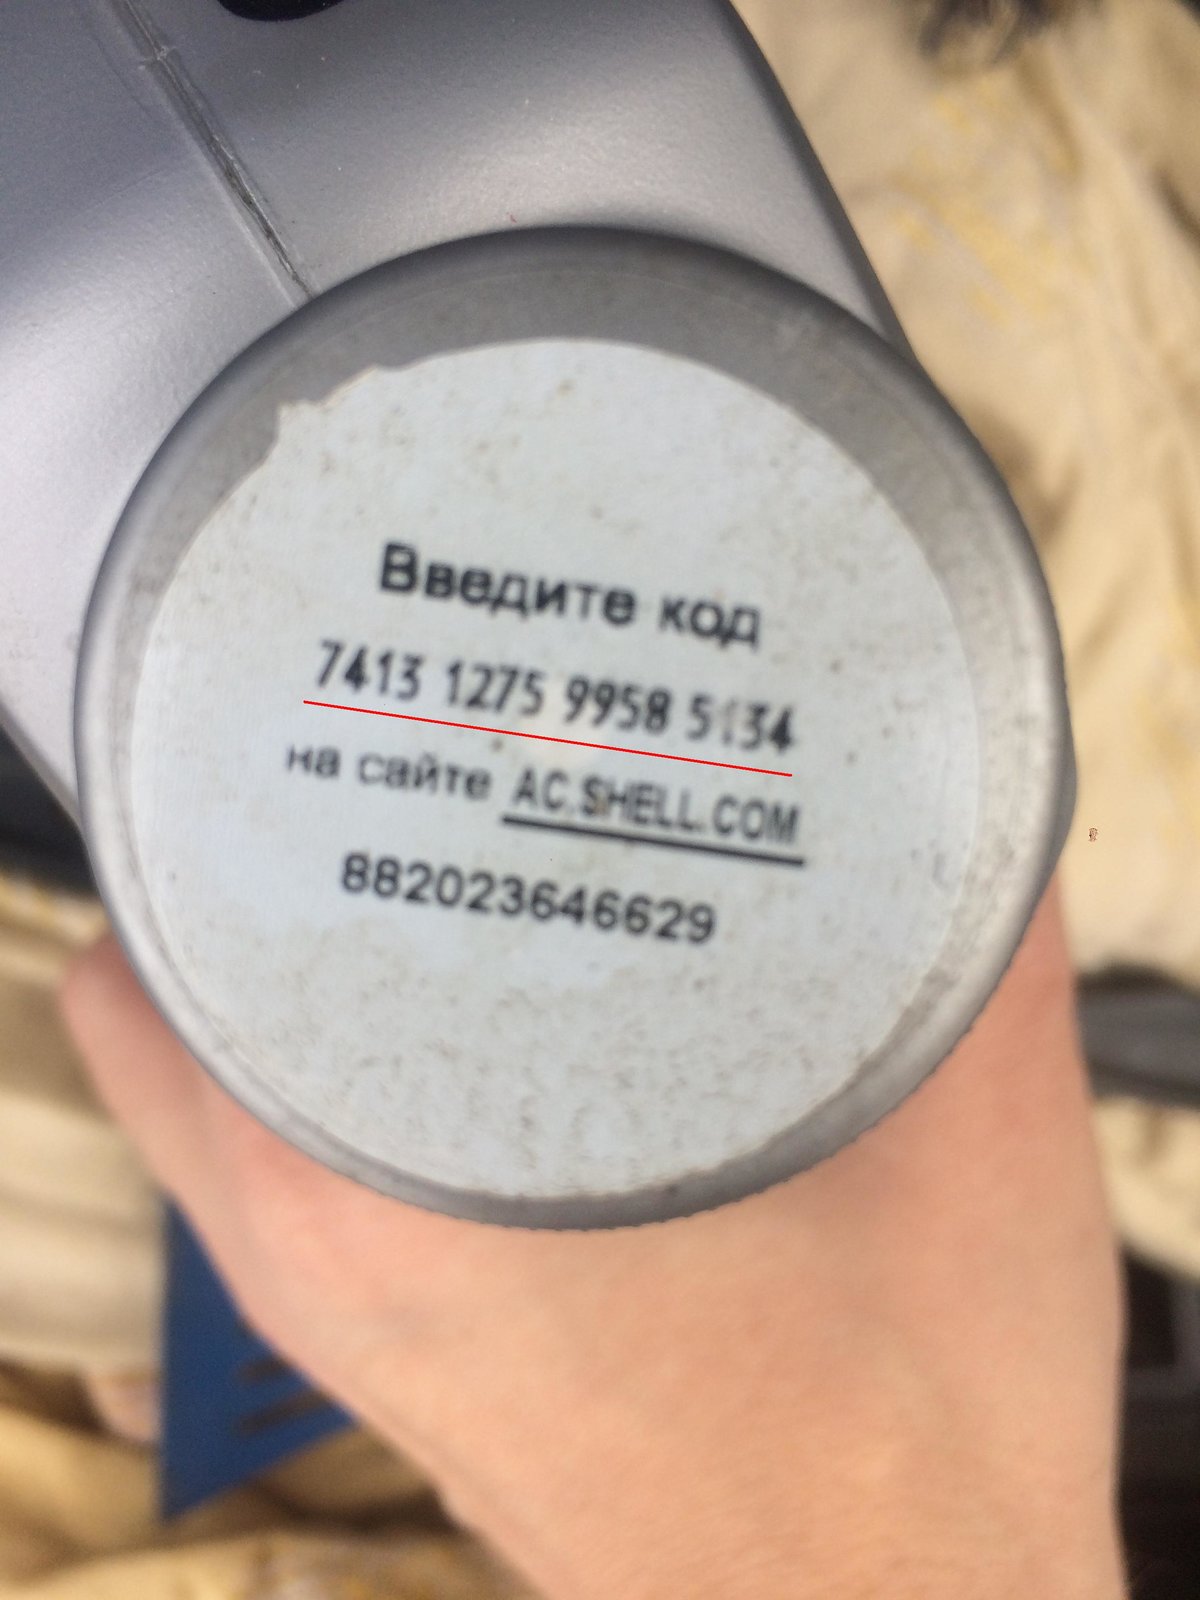 Введите код
7413 1275 9958 5134
на сайте AC.SHELL.COM
882023646629